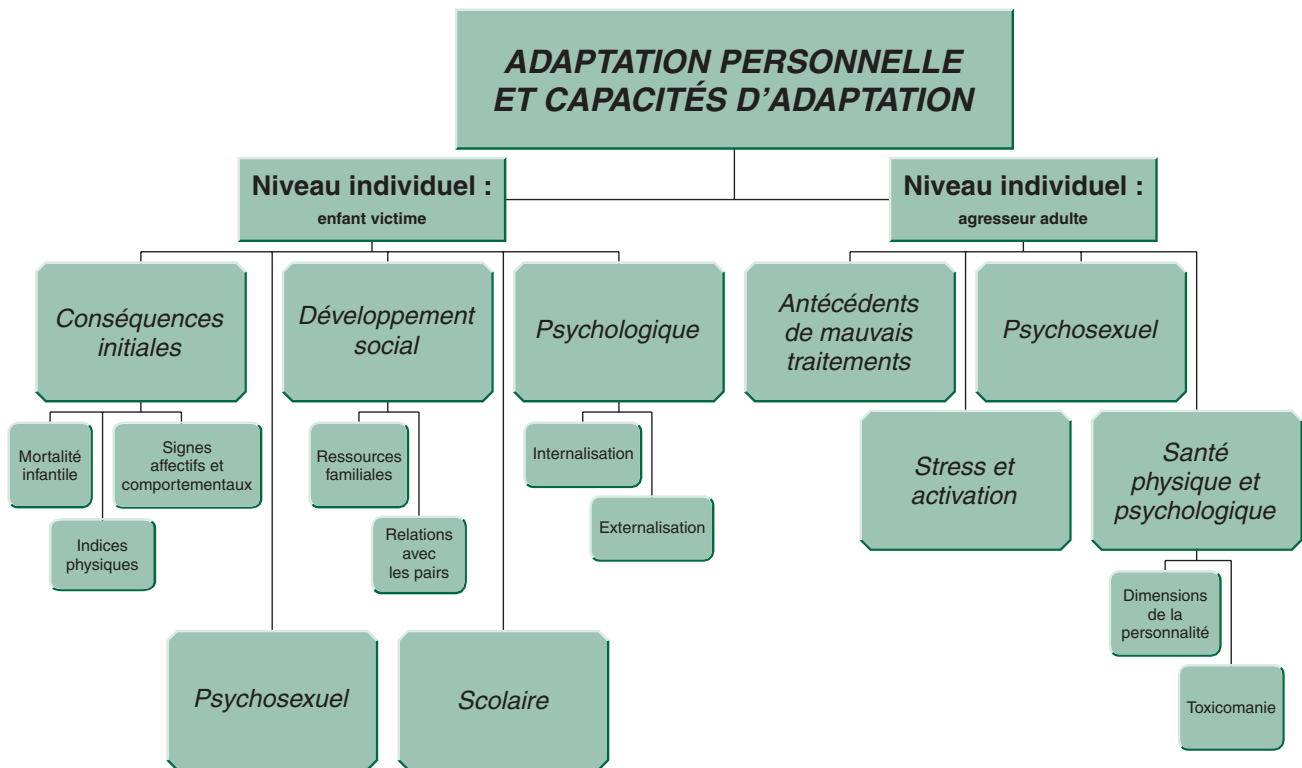 ADAPTATION PERSONNELLE
ET CAPACITÉS D'ADAPTATION
Niveau individuel :
enfant victime
Niveau individuel :
agresseur adulte
Conséquences
initiales
Développement
social
Psychologique
Antécédents
de mauvais
traitements
Psychosexuel
Mortalité
infantile
Signes
affectifs et
comportementaux
Indices
physiques
Ressources
familiales
Relations
avec
les pairs
Internalisation
Externalisation
Stress et
activation
Santé
physique et
psychologique
Dimensions
de la
personnalité
Toxicomanie
Psychosexuel
Scolaire